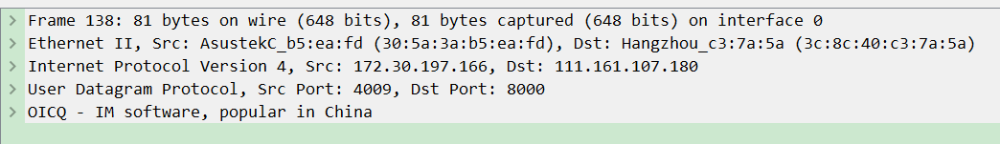 Frame 138: 81 bytes on wire (648 bits), 81 bytes captured (648 bits) on interface 0
Ethernet II, Src: AsustekC_b5:ea:fd (30:5a:3a:b5:ea:fd), Dst: Hangzhou_c3:7a:5a (3c:8c:40:c3:7a:5a)
Internet Protocol Version 4, Src: 172.30.197.166, Dst: 111.161.107.180
User Datagram Protocol, Src Port: 4009, Dst Port: 8000
OICQ - IM software, popular in China